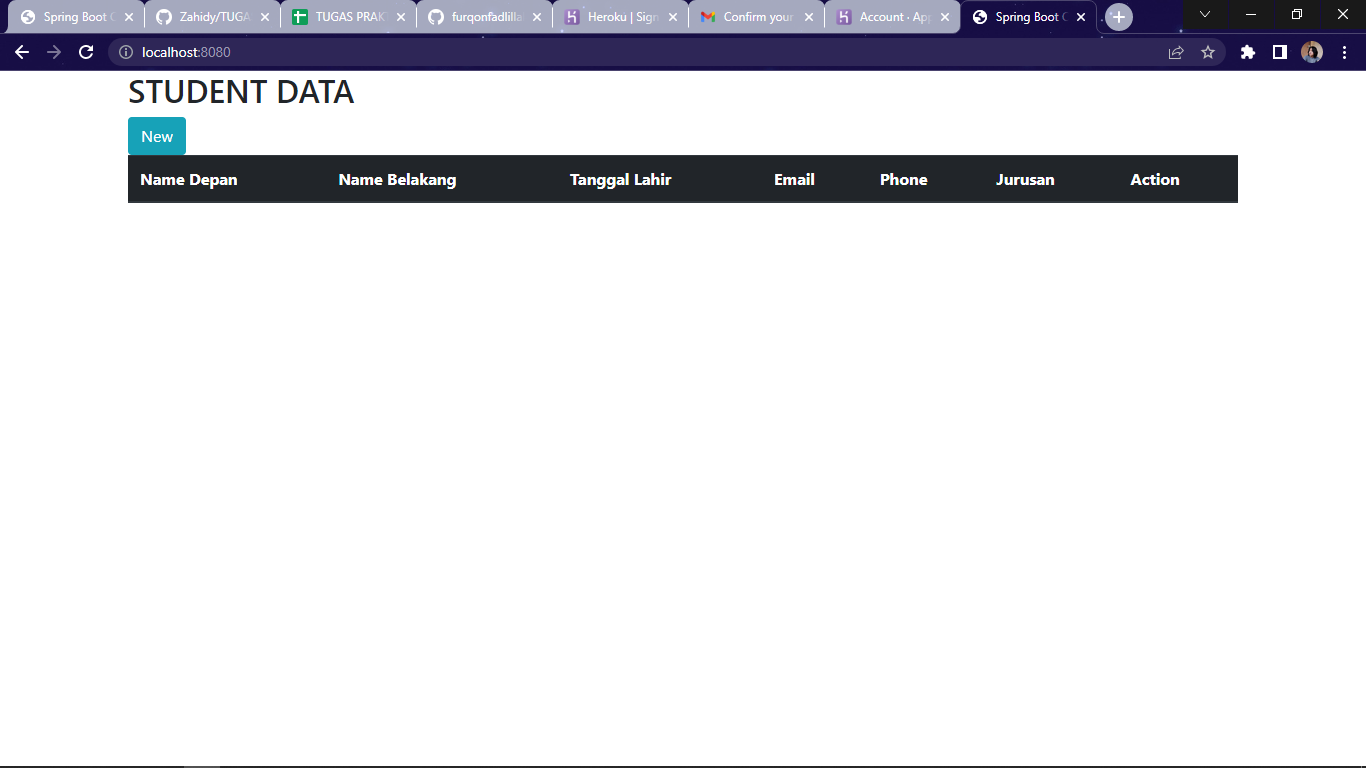 Spring Boot C
Zahidy/TUGA
TUGAS PRAK
furqonfadlilla
Heroku | Sign
Confirm your
Account · App
Spring Boot C
localhost:8080
STUDENT DATA
New
Name Depan Name Belakang Tanggal Lahir Email Phone Jurusan Action